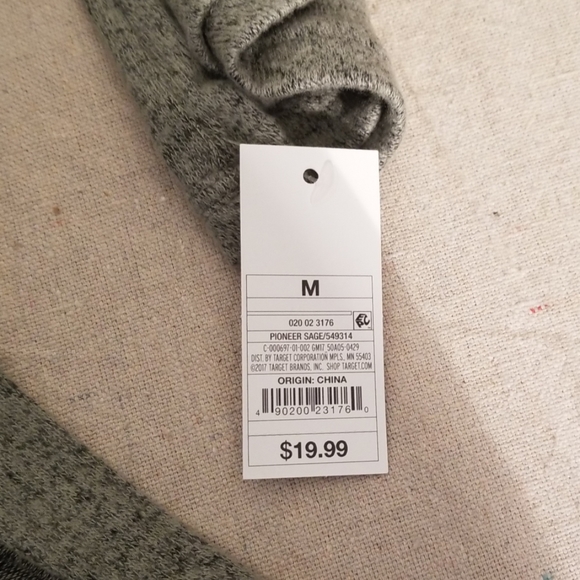 M
020 02 3176
PIONEER SAGE/549314
C-000697-01-002 GM17 50A05-0429
DIST. BY TARGET CORPORATION MPLS., MN 55403
©2017 TARGET BRANDS, INC. SHOP TARGET.COM
ORIGIN: CHINA
4 90200 23176 0
$19.99